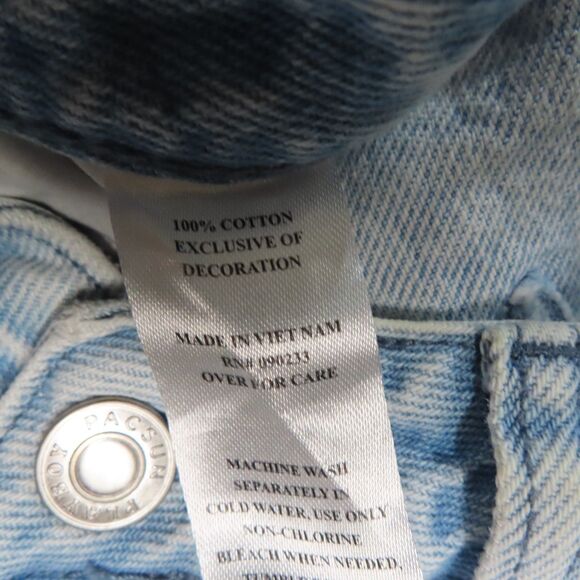 100% COTTON
EXCLUSIVE OF
DECORATION
MADE IN VIET NAM
RN# 090233
OVER FOR CARE
MACHINE WASH
SEPARATELY IN
COLD WATER. USE ONLY
NON-CHLORINE
BLEACH WHEN NEEDED.
PACSUN
PLAYBOY